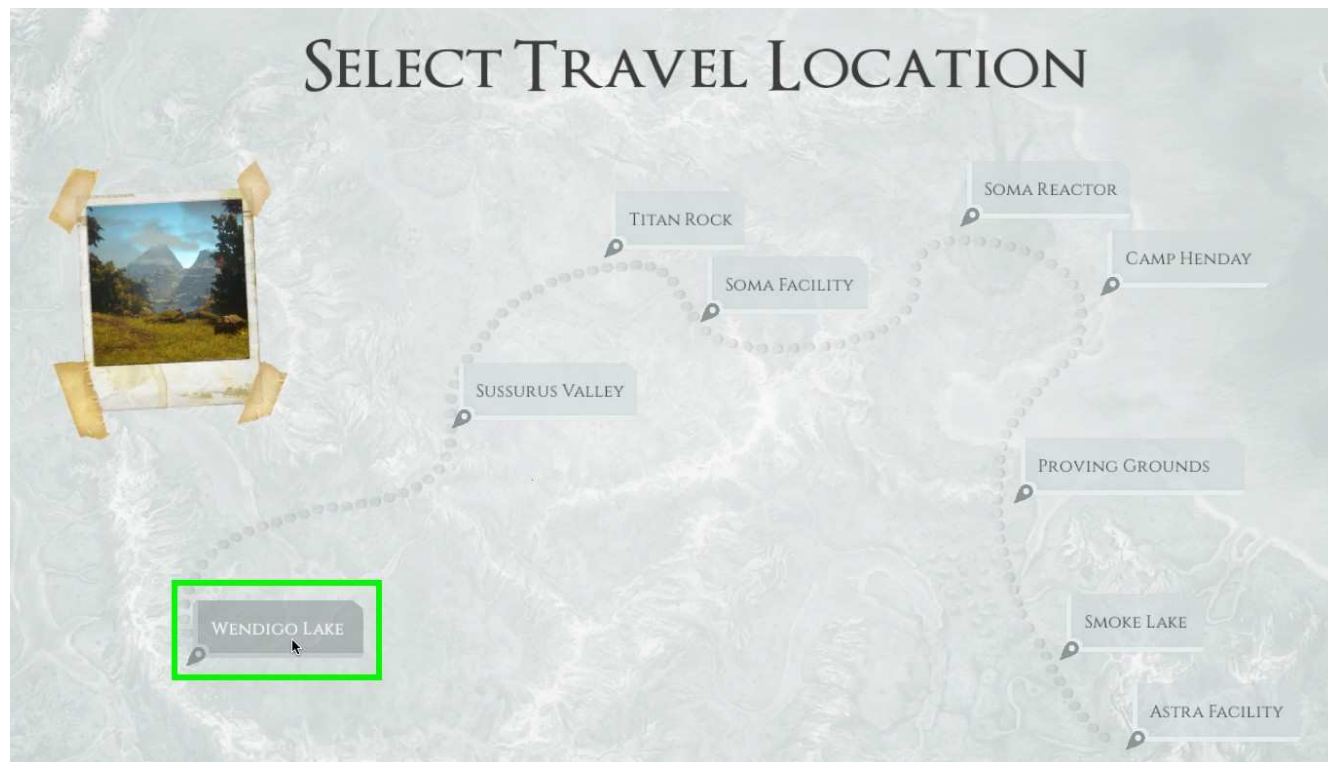 SELECT TRAVEL LOCATION
SOMA REACTOR
TITAN ROCK
CAMP HENDAY
SOMA FACILITY
SUSSURUS VALLEY
PROVING GROUNDS
SMOKE LAKE
WENDIGO LAKE
ASTRA FACILITY